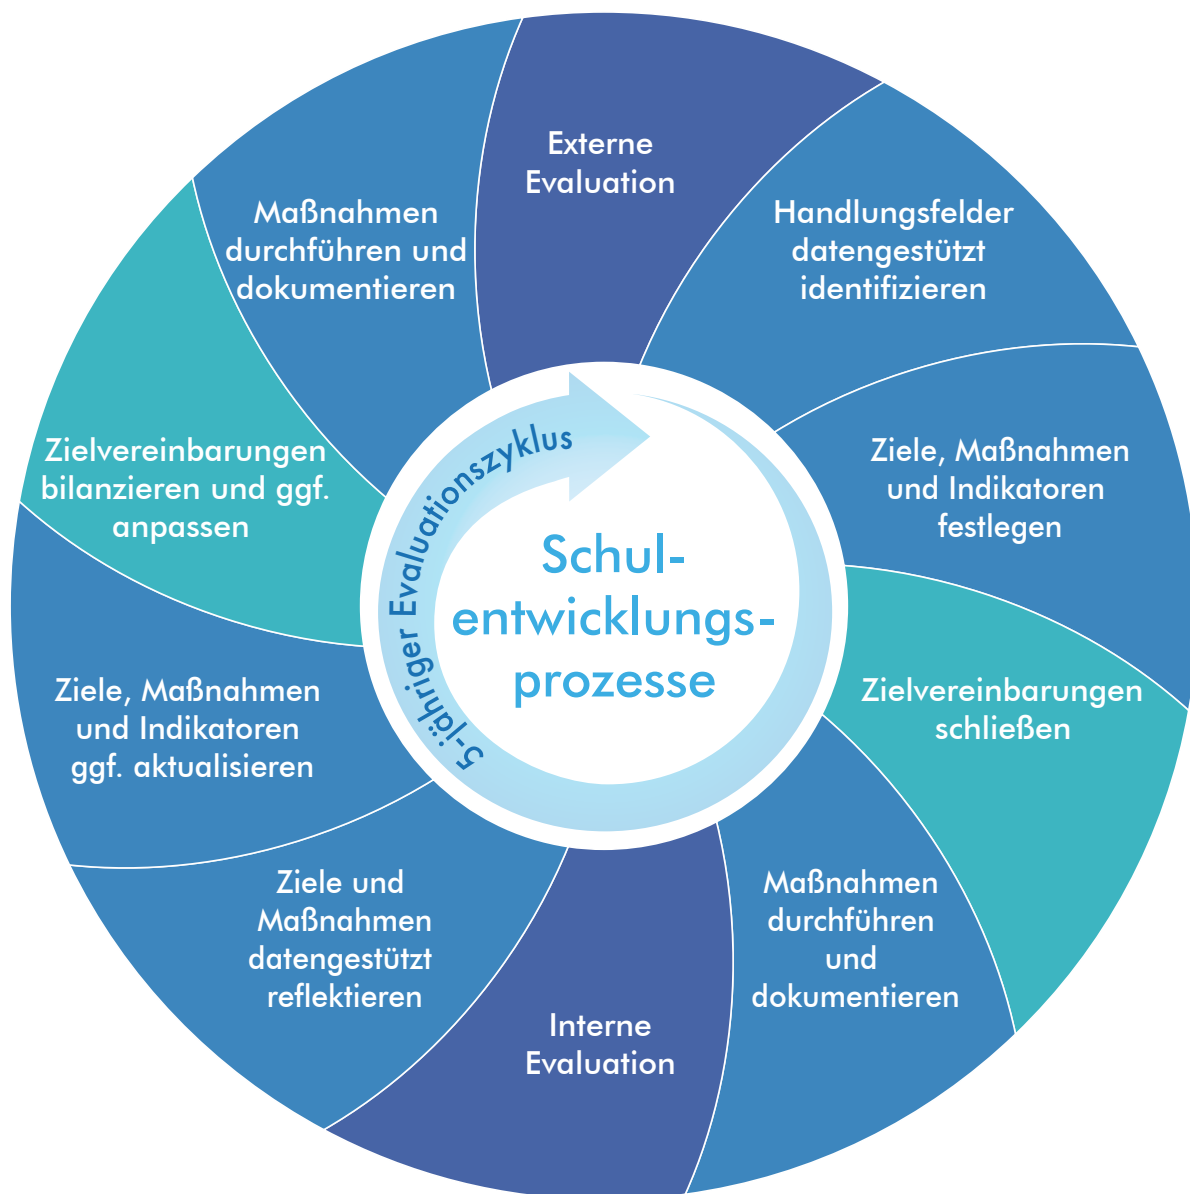 Externe
Evaluation
Handlungsfelder
datengestützt
identifizieren
Ziele, Maßnahmen
und Indikatoren
festlegen
Zielvereinbarungen
schließen
Maßnahmen
durchführen
und
dokumentieren
Interne
Evaluation
Ziele und
Maßnahmen
datengestützt
reflektieren
Ziele, Maßnahmen
und Indikatoren
ggf. aktualisieren
Zielvereinbarungen
bilanzieren und ggf.
anpassen
Maßnahmen
durchführen und
dokumentieren
5-jähriger Evaluationszyklus
Schul-
entwicklungs-
prozesse